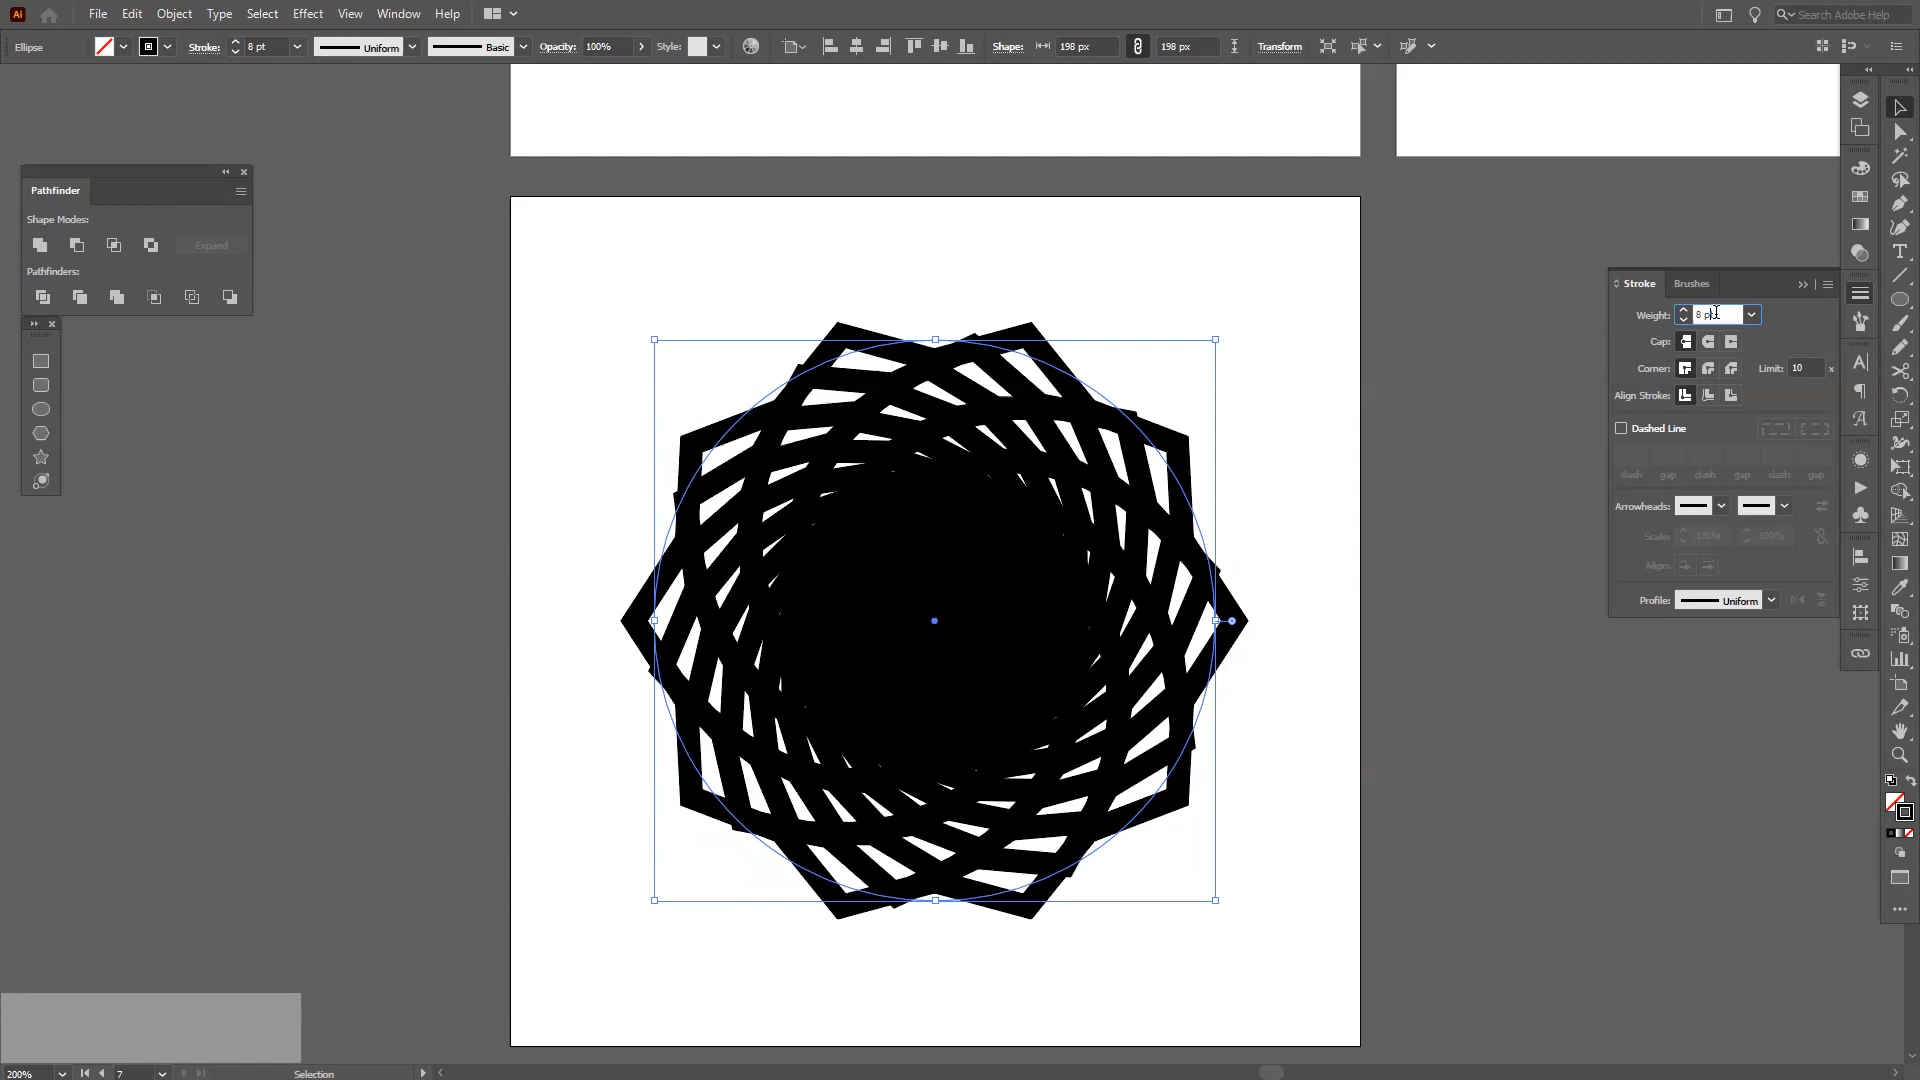 Ai File Edit Object Type Select Effect View Window Help Search Adobe Help
Ellipse Stroke: 8 pt Uniform Basic Opacity: 100% Style: Shape: 198 px 198 px Transform
Pathfinder
Shape Modes:
Expand
Pathfinders:
Stroke Brushes
Weight: 8 pt
Cap:
Corner: Limit: 10 x
Align Stroke:
Dashed Line
dash gap dash gap dash gap
Arrowheads:
Scale: 100% 100%
Align:
Profile: Uniform
200% 7 Selection